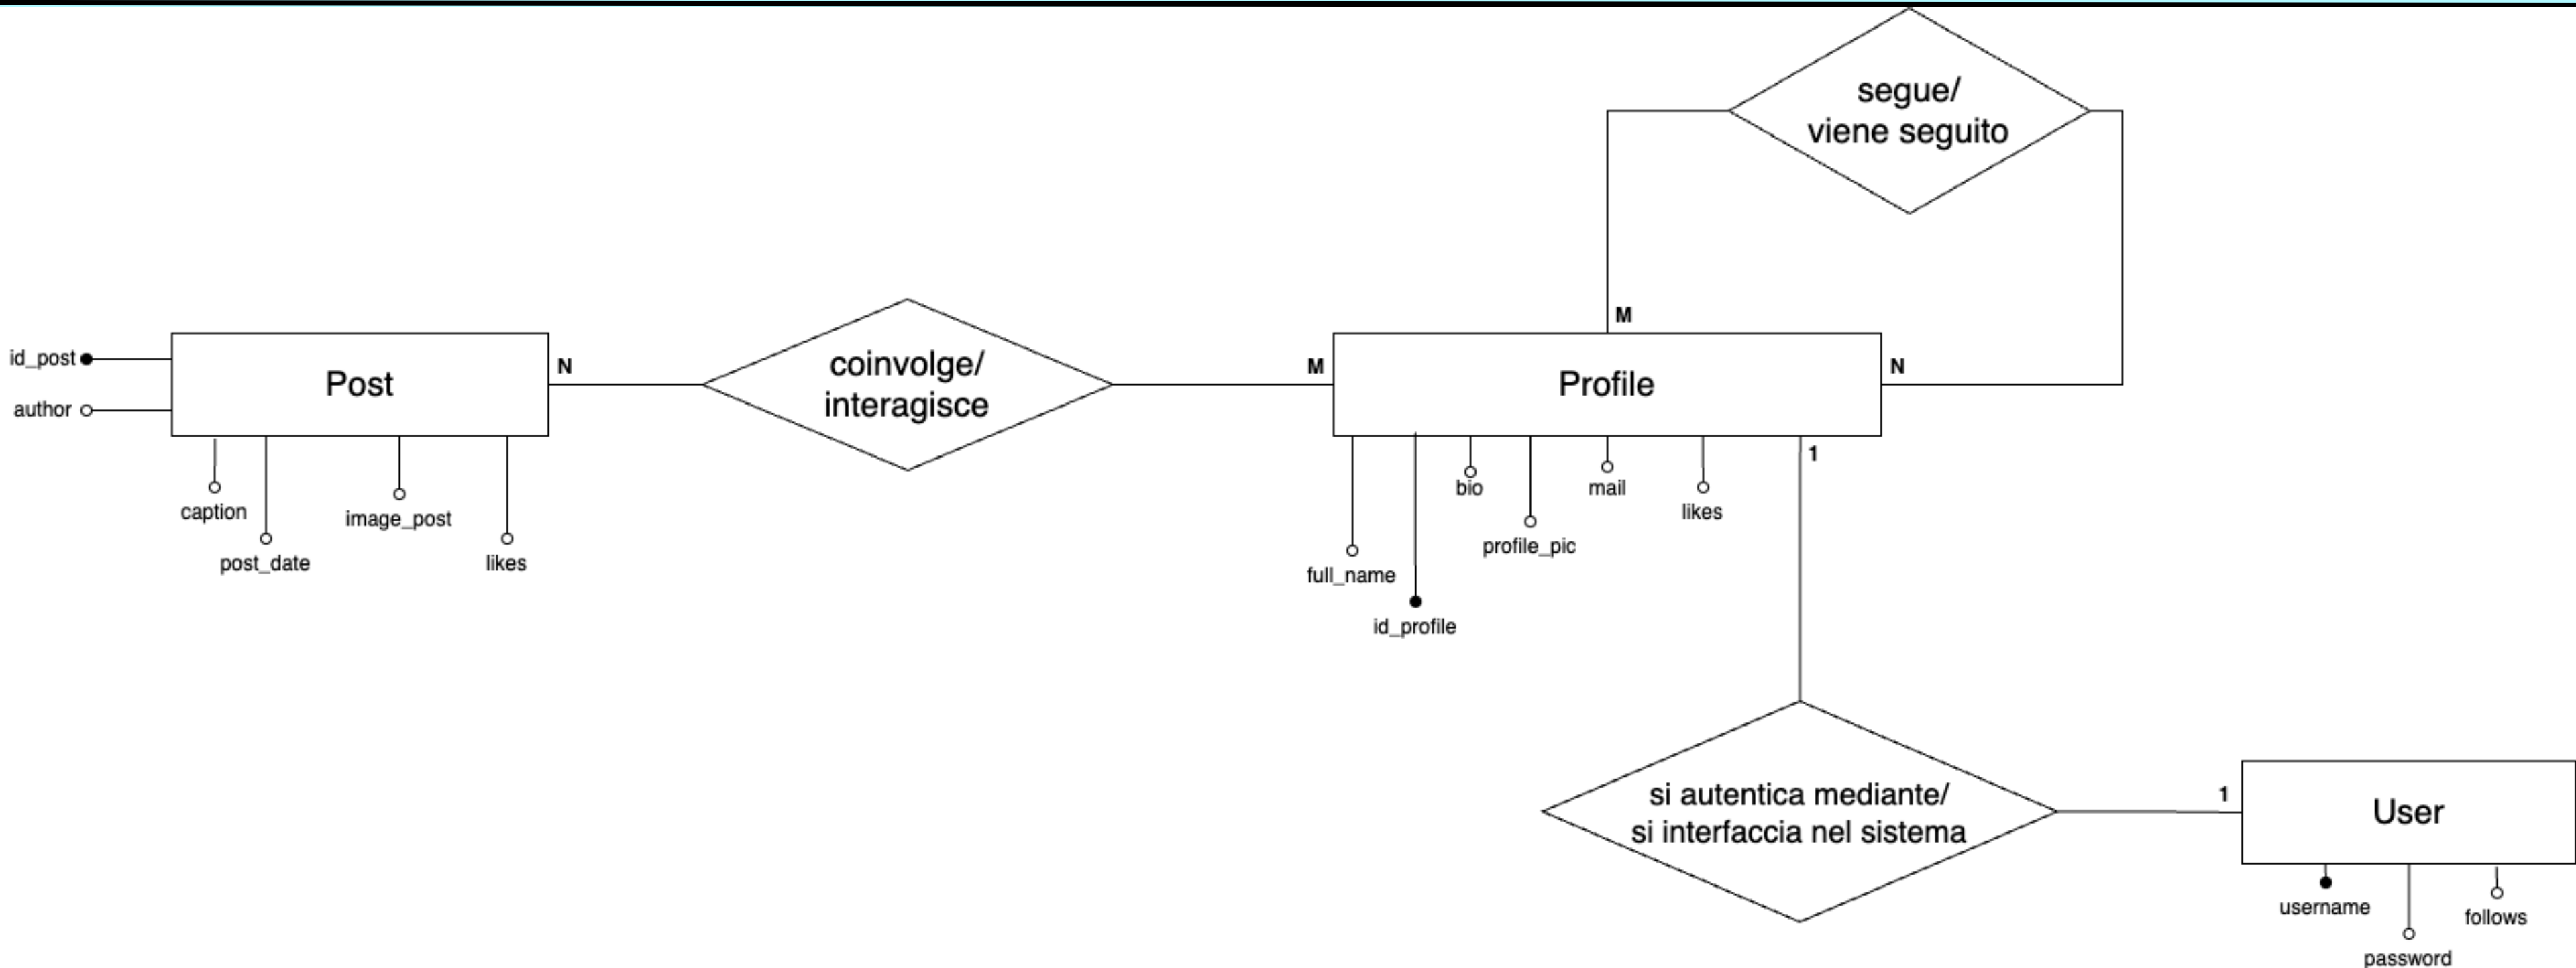 segue/
viene seguito
M
id_post
author
Post
N
coinvolge/
interagisce
M
Profile
N
caption
post_date
image_post
likes
full_name
id_profile
bio
profile_pic
mail
likes
1
si autentica mediante/
si interfaccia nel sistema
1
User
username
password
follows